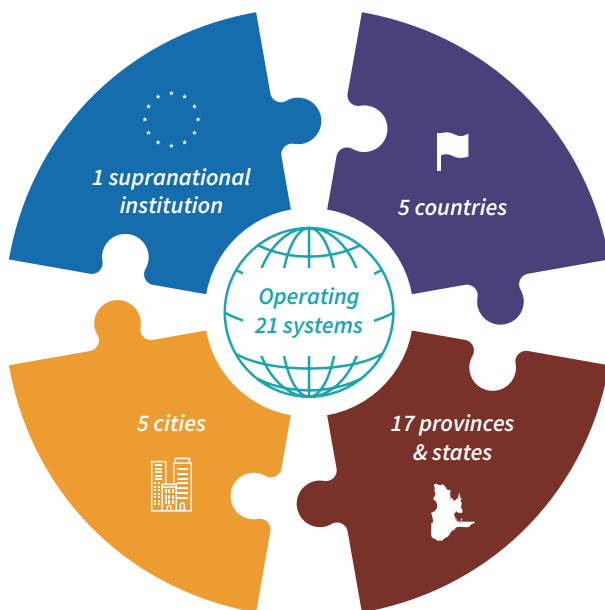 1 supranational
institution
5 countries
Operating
21 systems
5 cities
17 provinces
& states